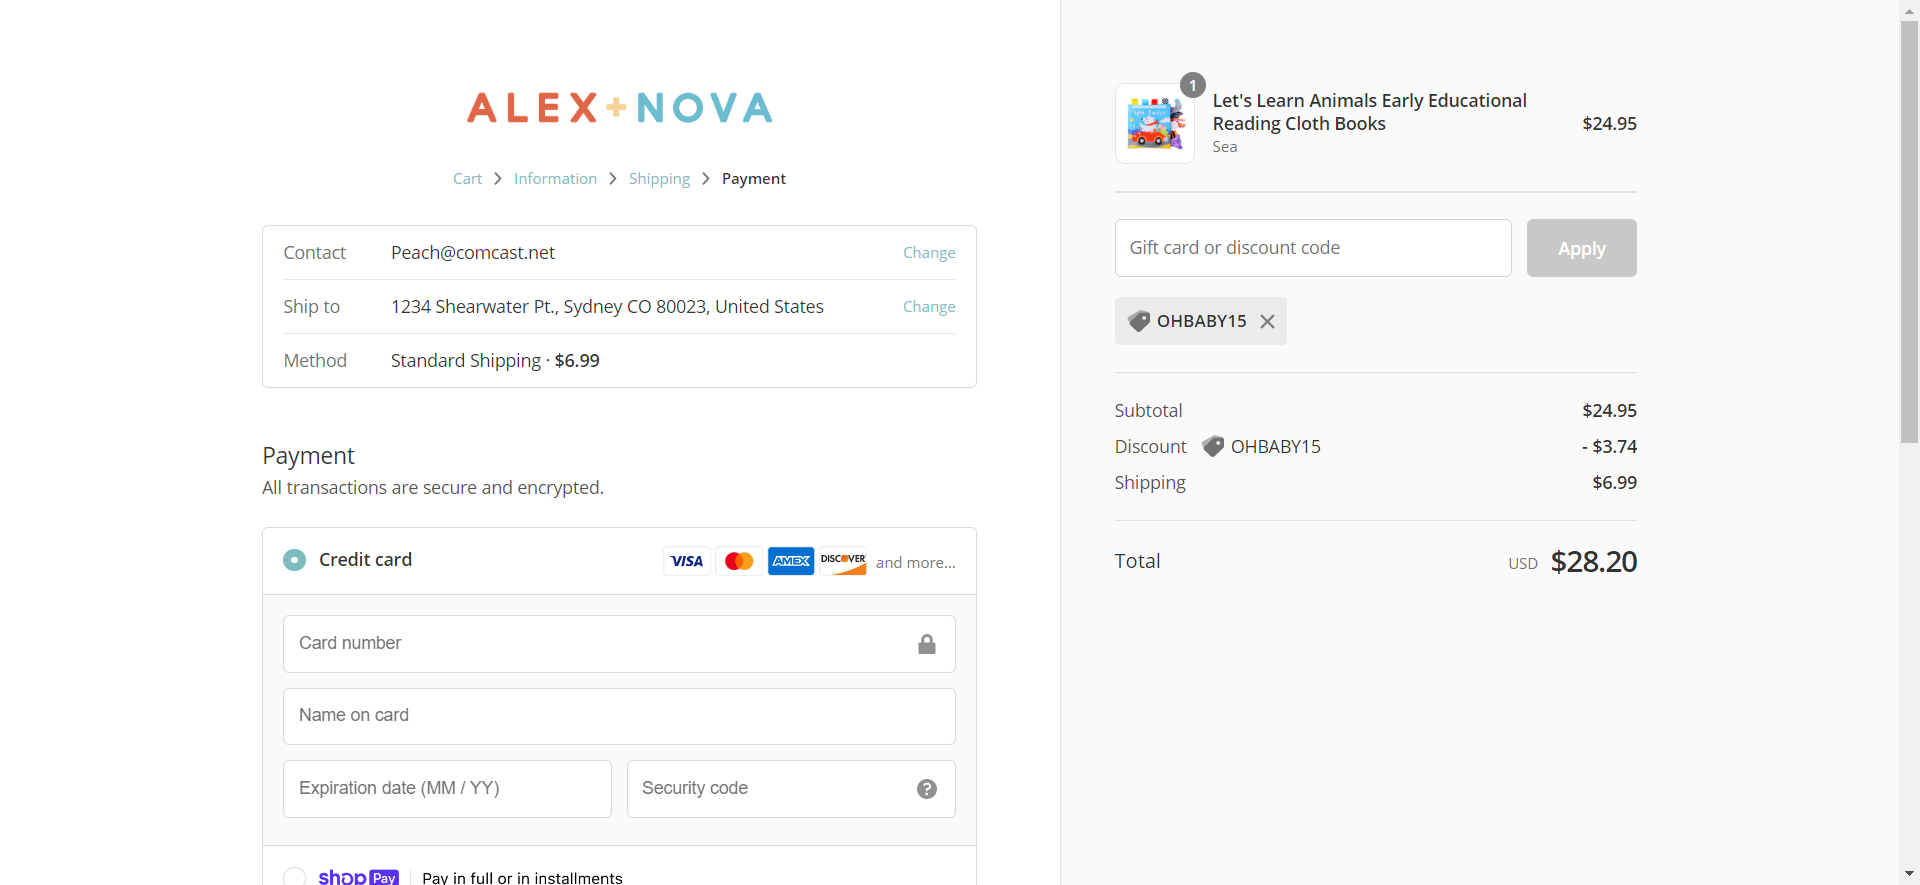 ALEX+NOVA
Cart > Information > Shipping > Payment
Contact Peach@comcast.net Change
Ship to 1234 Shearwater Pt., Sydney CO 80023, United States Change
Method Standard Shipping · $6.99
Payment
All transactions are secure and encrypted.
Credit card VISA AMEX DISCOVER and more...
Card number
Name on card
Expiration date (MM / YY) Security code ?
shop Pay Pay in full or in installments
1
Let's Learn Animals Early Educational
Reading Cloth Books $24.95
Sea
Gift card or discount code Apply
OHBABY15
Subtotal $24.95
Discount OHBABY15 - $3.74
Shipping $6.99
Total USD $28.20